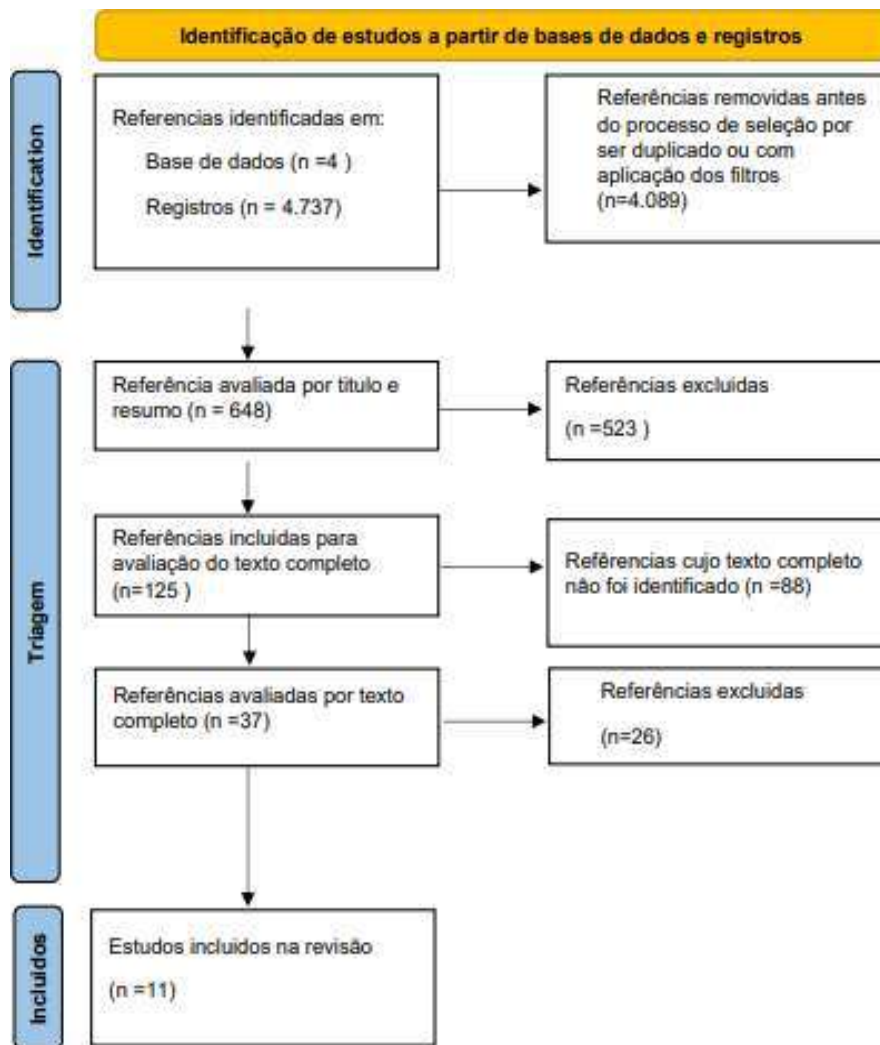 Identificação de estudos a partir de bases de dados e registros
Identification
Referencias identificadas em:
Base de dados (n =4 )
Registros (n = 4.737)
Referências removidas antes
do processo de seleção por
ser duplicado ou com
aplicação dos filtros
(n=4.089)
Triagem
Referência avaliada por titulo e
resumo (n = 648)
Referências excluidas
(n =523 )
Referências incluidas para
avaliação do texto completo
(n=125 )
Refêrencias cujo texto completo
não foi identificado (n =88)
Referências avaliadas por texto
completo (n =37)
Referências excluidas
(n=26)
Incluidos
Estudos incluidos na revisão
(n =11)